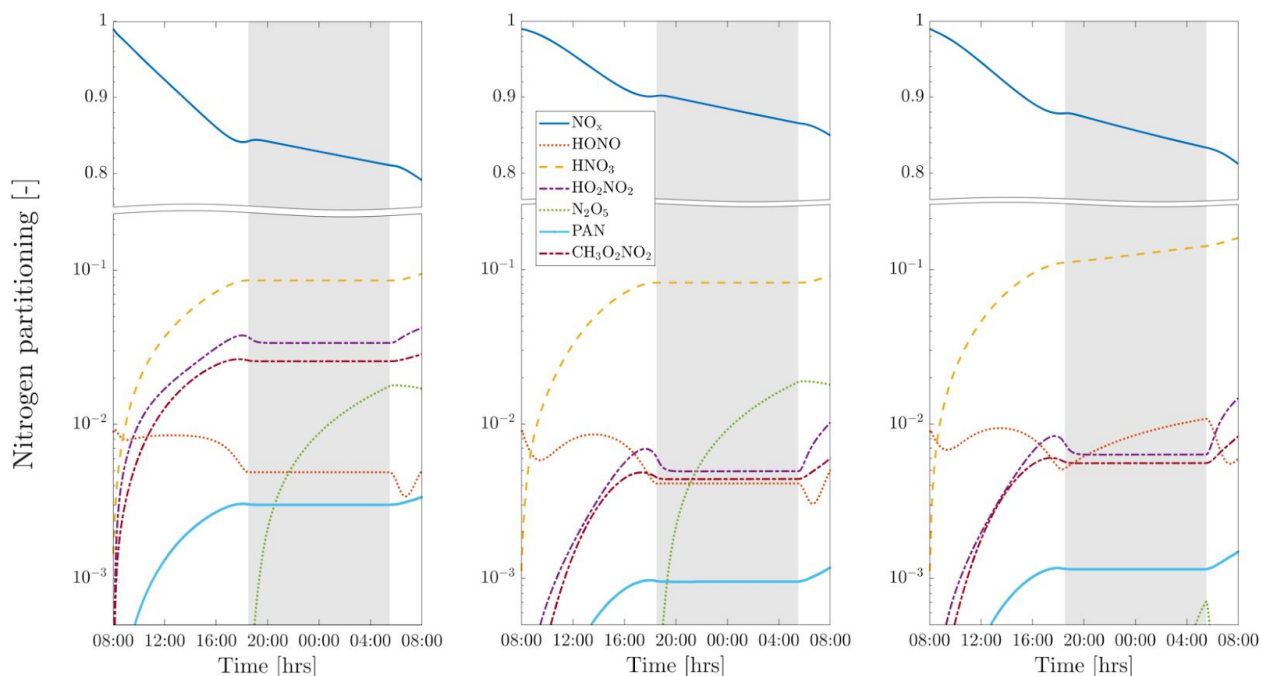 Nitrogen partitioning [-]
1
0.9
0.8
10⁻¹
10⁻²
10⁻³
08:00 12:00 16:00 20:00 00:00 04:00 08:00
Time [hrs]
1
0.9
0.8
10⁻¹
10⁻²
10⁻³
NOₓ
HONO
HNO₃
HO₂NO₂
N₂O₅
PAN
CH₃O₂NO₂
08:00 12:00 16:00 20:00 00:00 04:00 08:00
Time [hrs]
1
0.9
0.8
10⁻¹
10⁻²
10⁻³
08:00 12:00 16:00 20:00 00:00 04:00 08:00
Time [hrs]